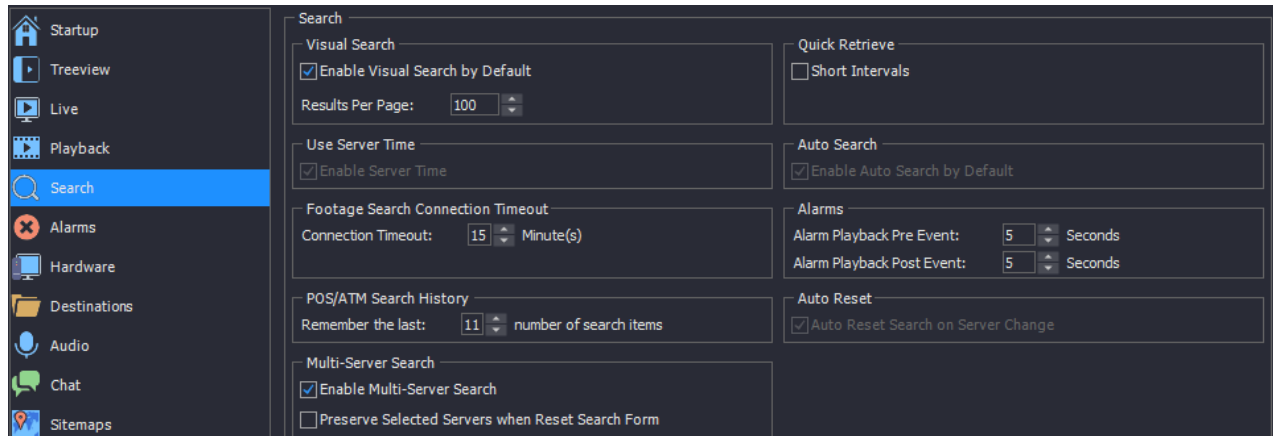 Startup
Treeview
Live
Playback
Search
Alarms
Hardware
Destinations
Audio
Chat
Sitemaps
Search
Visual Search
Enable Visual Search by Default
Results Per Page: 100
Quick Retrieve
Short Intervals
Use Server Time
Enable Server Time
Auto Search
Enable Auto Search by Default
Footage Search Connection Timeout
Connection Timeout: 15 Minute(s)
Alarms
Alarm Playback Pre Event: 5 Seconds
Alarm Playback Post Event: 5 Seconds
POS/ATM Search History
Remember the last: 11 number of search items
Auto Reset
Auto Reset Search on Server Change
Multi-Server Search
Enable Multi-Server Search
Preserve Selected Servers when Reset Search Form